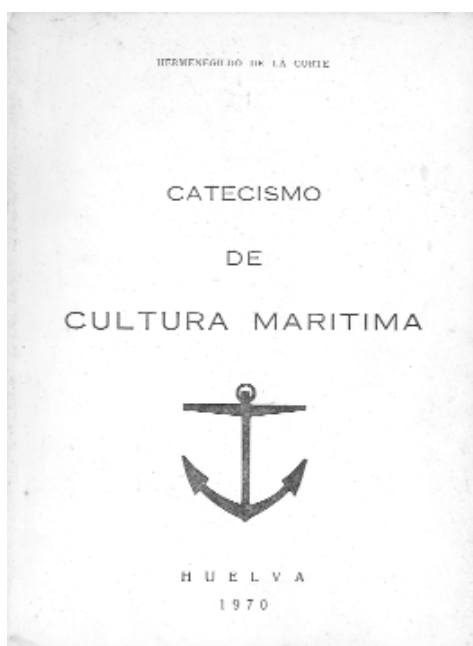 HERMENEGILDO DE LA CORTE
CATECISMO
DE
CULTURA MARITIMA
HUELVA
1970